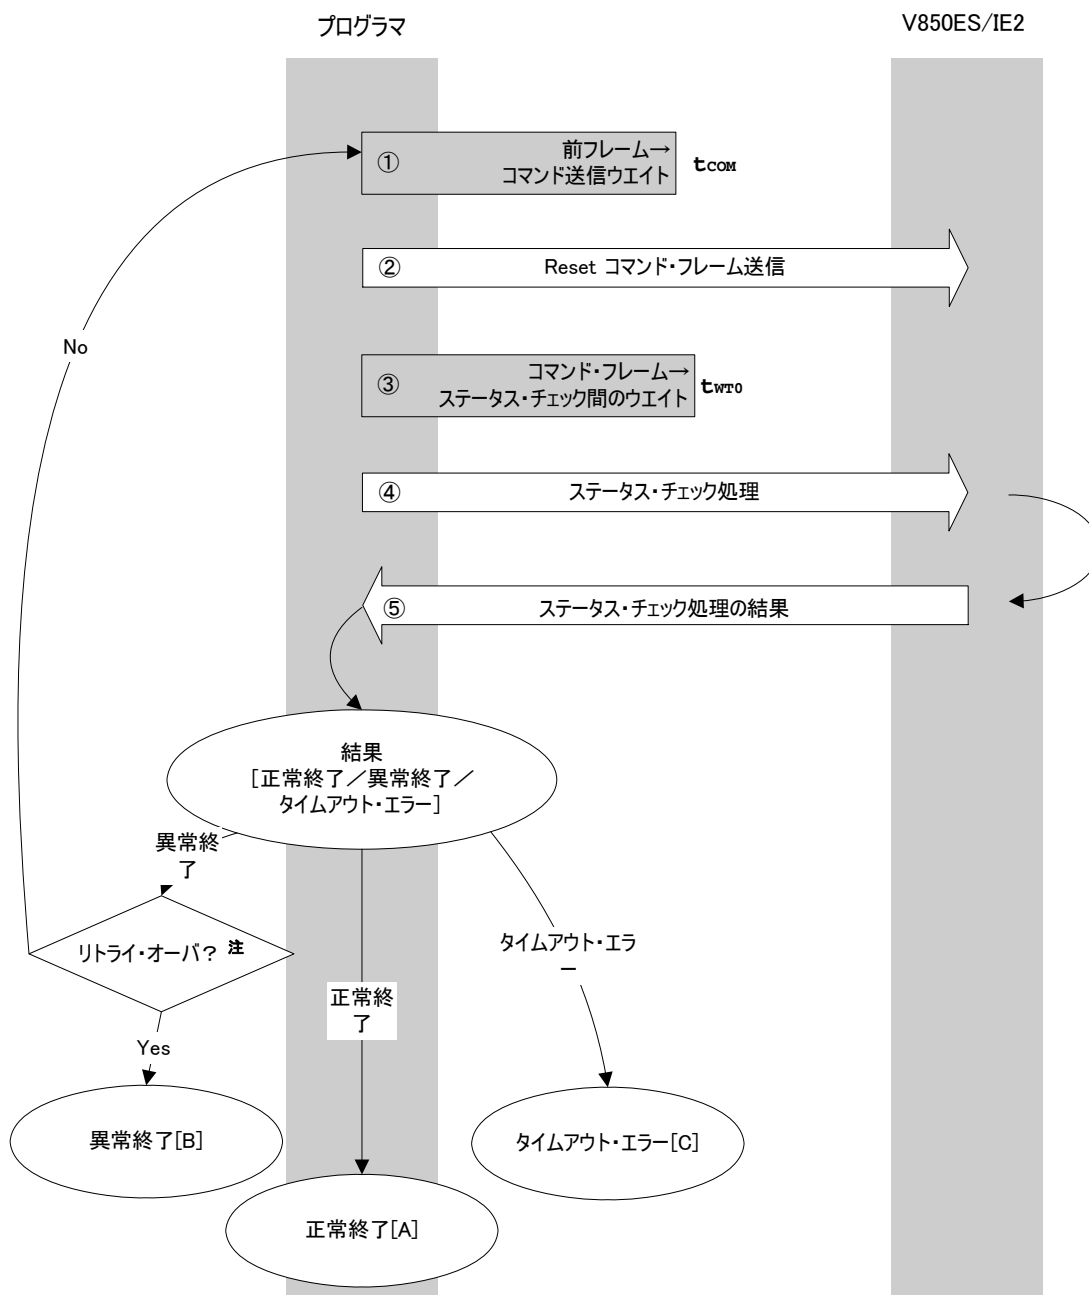 プログラマ
V850ES/IE2
①
前フレーム→
コマンド送信ウエイト
tCOM
②
Reset コマンド・フレーム送信
No
③
コマンド・フレーム→
ステータス・チェック間のウエイト
tWT0
④
ステータス・チェック処理
⑤
ステータス・チェック処理の結果
結果
[正常終了／異常終了／
タイムアウト・エラー]
異常終
了
リトライ・オーバ？ 注
タイムアウト・エラ
ー
正常終
了
Yes
異常終了[B]
タイムアウト・エラー[C]
正常終了[A]